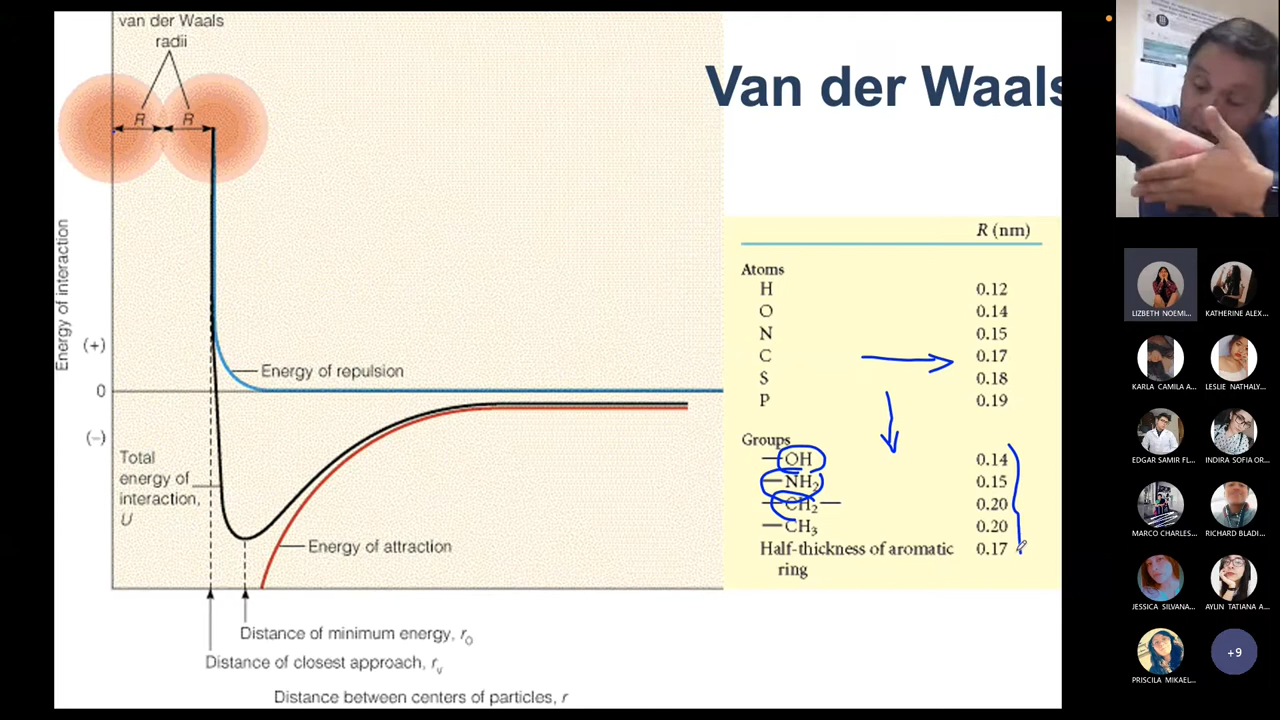 van der Waals
radii
R
R
Van der Waals
Energy of interaction
(+)
0
(–)
Energy of repulsion
Total
energy of
interaction,
U
Energy of attraction
Distance of minimum energy, r0
Distance of closest approach, rv
Distance between centers of particles, r
R (nm)
Atoms
H 0.12
O 0.14
N 0.15
C 0.17
S 0.18
P 0.19
Groups
—OH 0.14
—NH2 0.15
—CH2— 0.20
—CH3 0.20
Half-thickness of aromatic 0.17
ring
LIZBETH NOEMI...
KATHERINE ALEX...
KARLA CAMILA A...
LESLIE NATHALY...
EDGAR SAMIR FL...
INDIRA SOFIA OR...
MARCO CHARLES...
RICHARD BLADI...
JESSICA SILVANA...
AYLIN TATIANA A...
PRISCILA MIKAEL...
+9